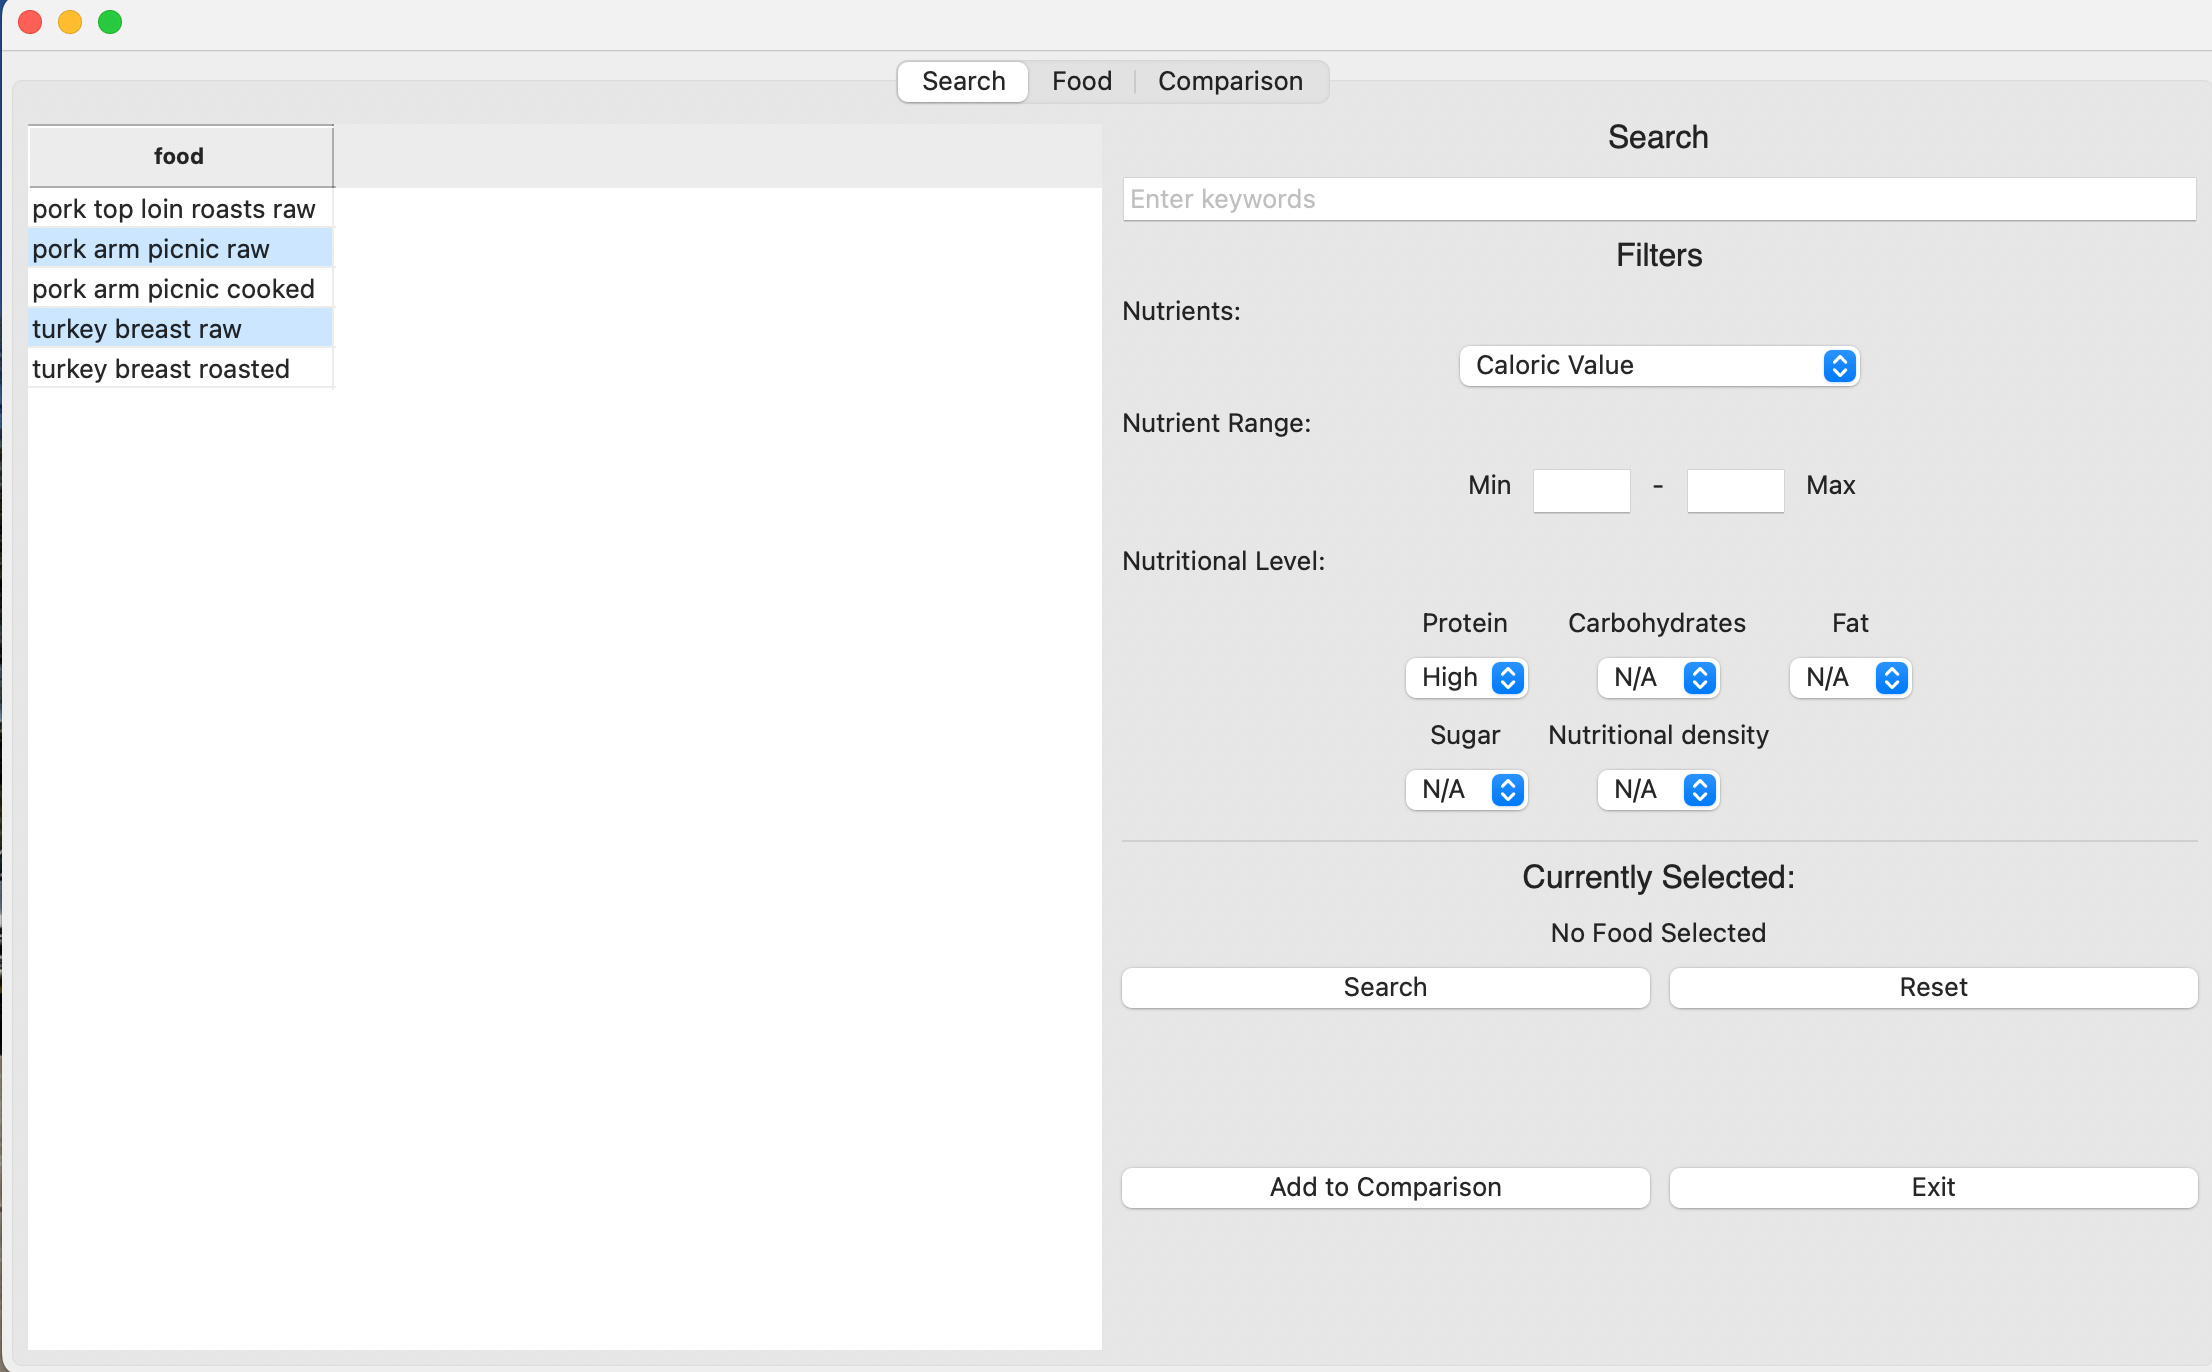 Search Food Comparison
food
pork top loin roasts raw
pork arm picnic raw
pork arm picnic cooked
turkey breast raw
turkey breast roasted
Search
Enter keywords
Filters
Nutrients:
Caloric Value
Nutrient Range:
Min - Max
Nutritional Level:
Protein Carbohydrates Fat
High N/A N/A
Sugar Nutritional density
N/A N/A
Currently Selected:
No Food Selected
Search Reset
Add to Comparison Exit